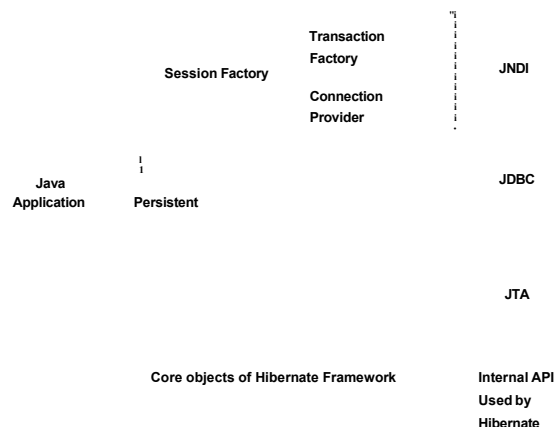 Transaction
Factory
Session Factory
JNDI
Connection
Provider
Java
Application
Persistent
JDBC
JTA
Core objects of Hibernate Framework
Internal API
Used by
Hibernate